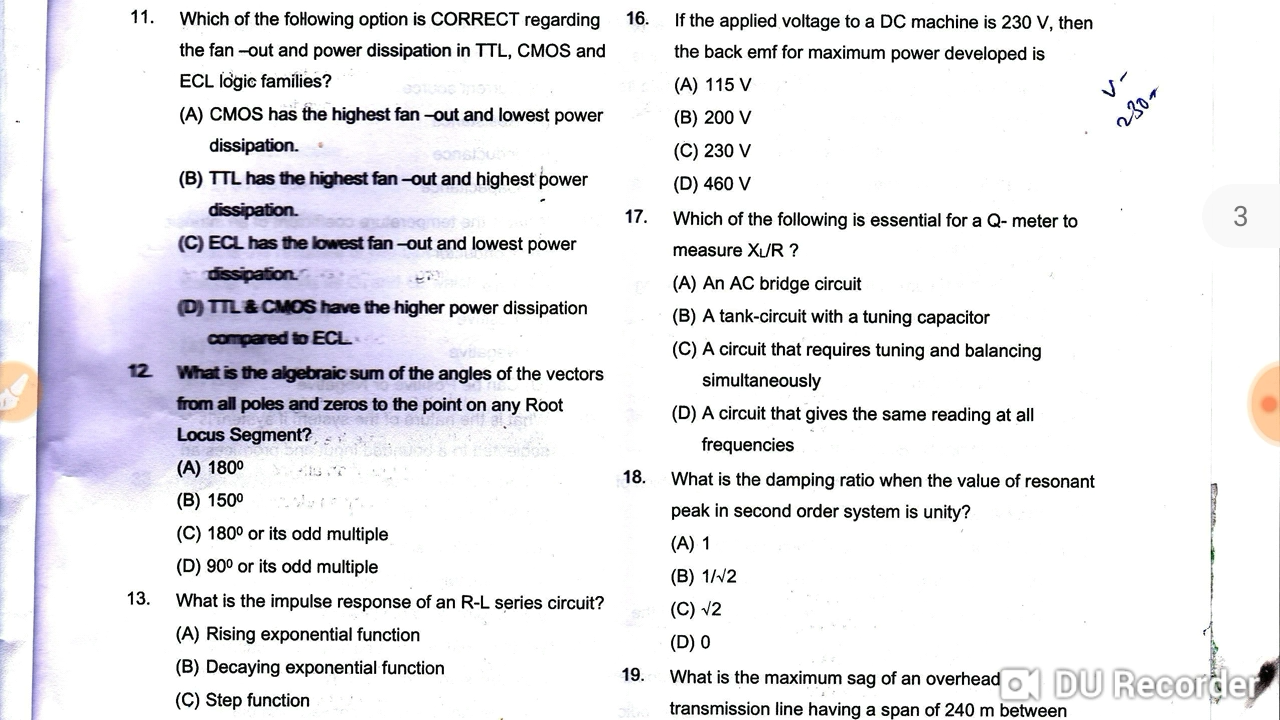 11. Which of the following option is CORRECT regarding
the fan –out and power dissipation in TTL, CMOS and
ECL logic families?
(A) CMOS has the highest fan –out and lowest power
dissipation.
(B) TTL has the highest fan –out and highest power
dissipation.
(C) ECL has the lowest fan –out and lowest power
dissipation.
(D) TTL & CMOS have the higher power dissipation
compared to ECL.
12. What is the algebraic sum of the angles of the vectors
from all poles and zeros to the point on any Root
Locus Segment?
(A) 180⁰
(B) 150⁰
(C) 180⁰ or its odd multiple
(D) 90⁰ or its odd multiple
13. What is the impulse response of an R-L series circuit?
(A) Rising exponential function
(B) Decaying exponential function
(C) Step function
16. If the applied voltage to a DC machine is 230 V, then
the back emf for maximum power developed is
(A) 115 V
(B) 200 V
(C) 230 V
(D) 460 V
17. Which of the following is essential for a Q- meter to
measure XL/R ?
(A) An AC bridge circuit
(B) A tank-circuit with a tuning capacitor
(C) A circuit that requires tuning and balancing
simultaneously
(D) A circuit that gives the same reading at all
frequencies
18. What is the damping ratio when the value of resonant
peak in second order system is unity?
(A) 1
(B) 1/√2
(C) √2
(D) 0
19. What is the maximum sag of an overhead
transmission line having a span of 240 m between
V
230
3
DU Recorder